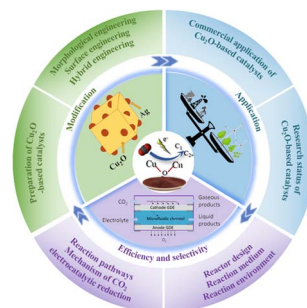 Morphological engineering
Surface engineering
Hybrid engineering
Commercial application of
Cu₂O-based catalysts
Research status of
Cu₂O-based catalysts
Reactor design
Reaction medium
Reaction environment
Reaction pathways
Mechanism of CO₂
electrocatalytic reduction
Preparation of Cu₂O
-based catalysts
Modification
Application
Efficiency and selectivity
Ag
Cu₂O
e⁻
C₁
C₂₊
Cu
Cu
O
CO₂
Gaseous
products
Cathode GDE
Electrolyte
Microfluidic channel
Liquid
products
Anode GDE
O₂